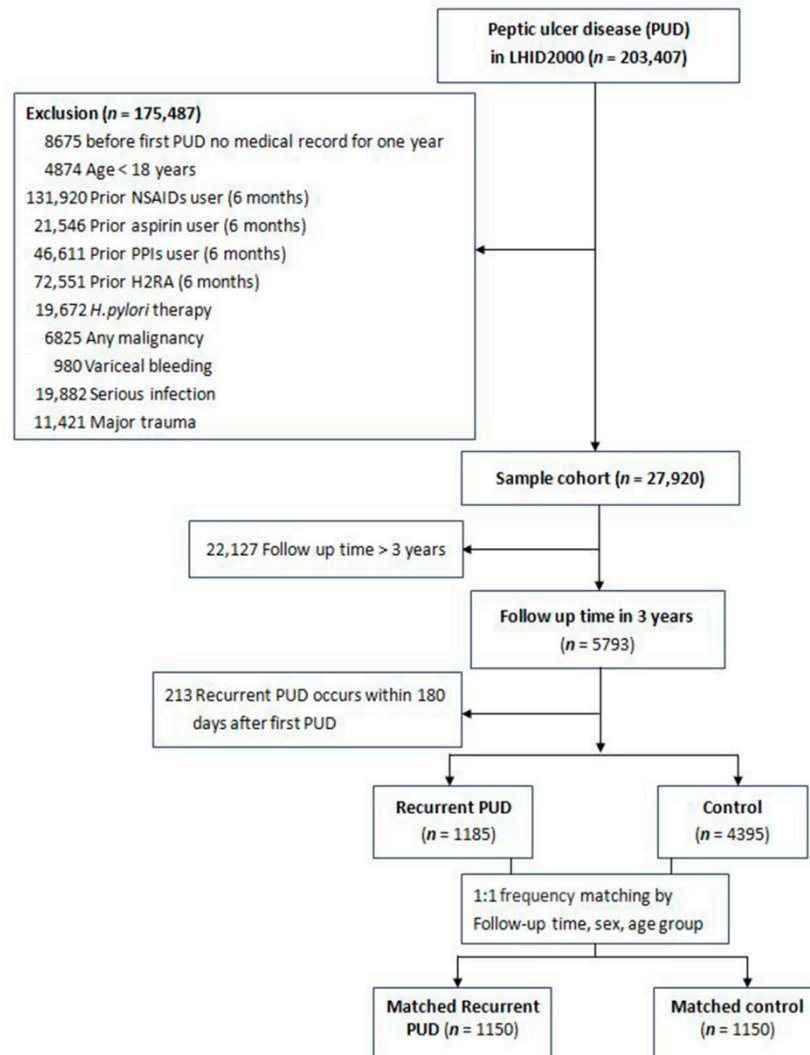 Peptic ulcer disease (PUD)
in LHID2000 (n = 203,407)
Exclusion (n = 175,487)
8675 before first PUD no medical record for one year
4874 Age < 18 years
131,920 Prior NSAIDs user (6 months)
21,546 Prior aspirin user (6 months)
46,611 Prior PPIs user (6 months)
72,551 Prior H2RA (6 months)
19,672 H.pylori therapy
6825 Any malignancy
980 Variceal bleeding
19,882 Serious infection
11,421 Major trauma
Sample cohort (n = 27,920)
22,127 Follow up time > 3 years
Follow up time in 3 years
(n = 5793)
213 Recurrent PUD occurs within 180
days after first PUD
Recurrent PUD
(n = 1185)
Control
(n = 4395)
1:1 frequency matching by
Follow-up time, sex, age group
Matched Recurrent
PUD (n = 1150)
Matched control
(n = 1150)